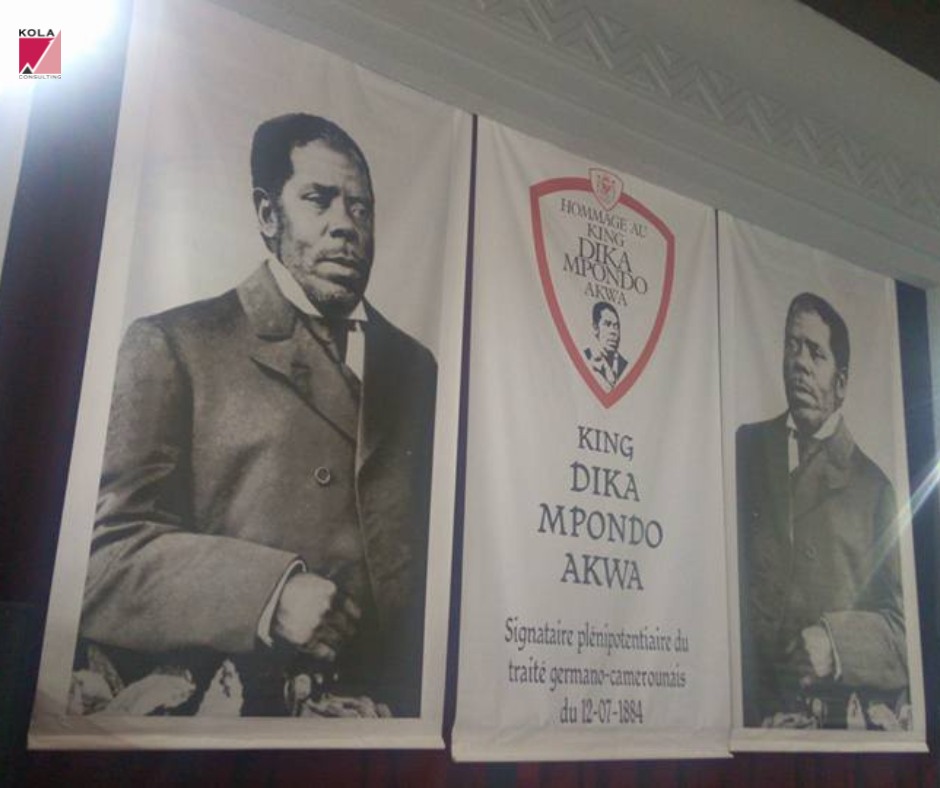 KOLA
CONSULTING
HOMMAGE AU
KING
DIKA
MPONDO
AKWA
KING
DIKA
MPONDO
AKWA
Signataire plénipotentiaire du
traité germano-camerounais
du 12-07-1884